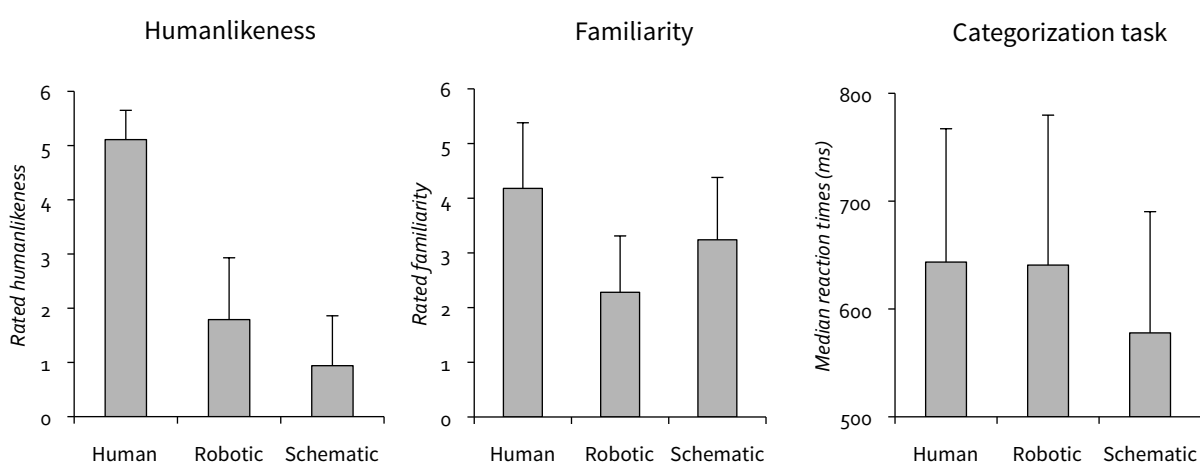 Humanlikeness
Familiarity
Categorization task
Rated humanlikeness
6
5
4
3
2
1
0
Human Robotic Schematic
Rated familiarity
6
5
4
3
2
1
0
Human Robotic Schematic
Median reaction times (ms)
800
700
600
500
Human Robotic Schematic